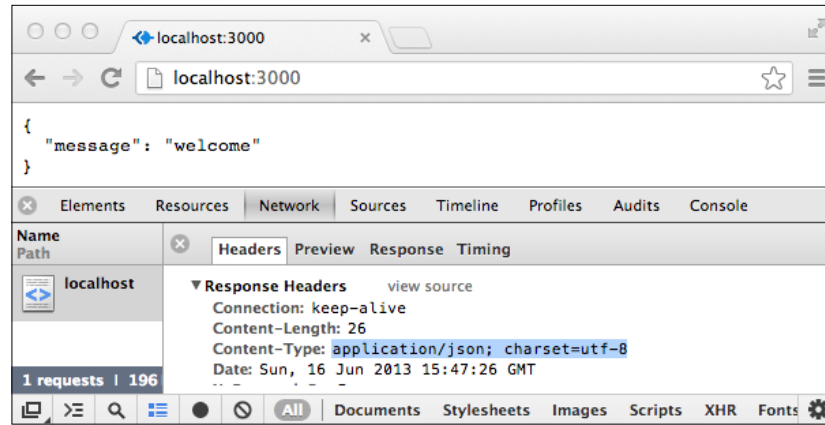 localhost:3000
localhost:3000
{
"message": "welcome"
}
Elements Resources Network Sources Timeline Profiles Audits Console
Name
Path
Headers Preview Response Timing
localhost
Response Headers view source
Connection: keep-alive
Content-Length: 26
Content-Type: application/json; charset=utf-8
Date: Sun, 16 Jun 2013 15:47:26 GMT
1 requests | 196
All Documents Stylesheets Images Scripts XHR Fonts